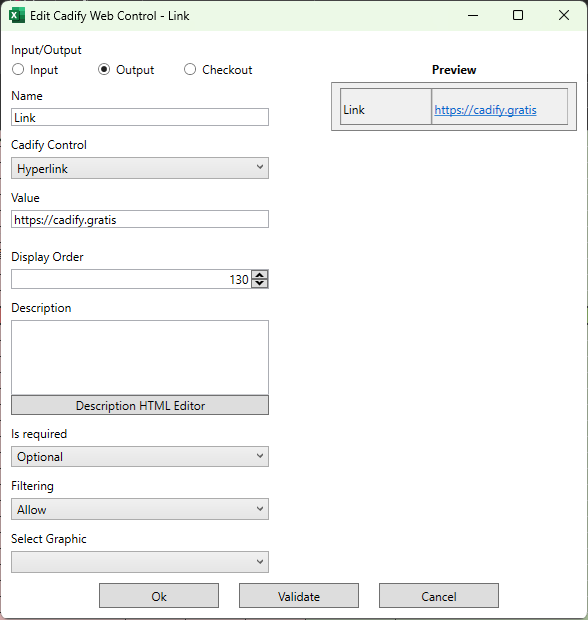 Edit Cadify Web Control - Link
Input/Output
Input
Output
Checkout
Name
Link
Cadify Control
Hyperlink
Value
https://cadify.gratis
Display Order
130
Description
Description HTML Editor
Is required
Optional
Filtering
Allow
Select Graphic
Preview
Link
https://cadify.gratis
Ok
Validate
Cancel